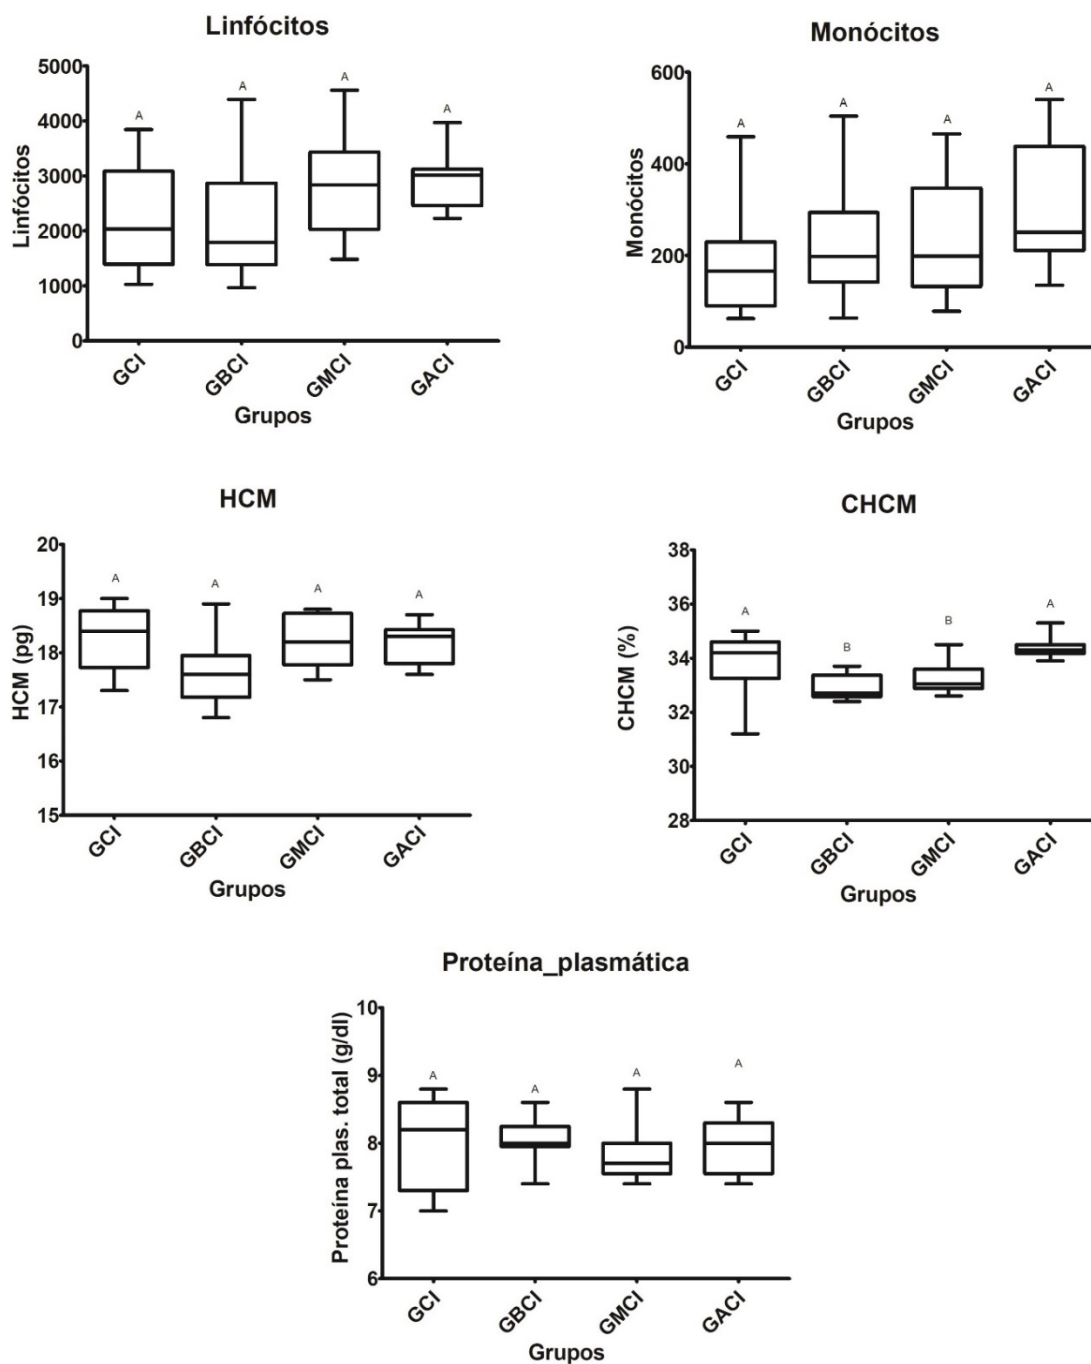 Linfócitos
Linfócitos
5000
4000
3000
2000
1000
0
A A A A
GCI GBCI GMCI GACI
Grupos
Monócitos
Monócitos
600
400
200
0
A A A A
GCI GBCI GMCI GACI
Grupos
HCM
HCM (pg)
20
19
18
17
16
15
A A A A
GCI GBCI GMCI GACI
Grupos
CHCM
CHCM (%)
38
36
34
32
30
28
A B B A
GCI GBCI GMCI GACI
Grupos
Proteína_plasmática
Proteína plas. total (g/dl)
10
9
8
7
6
A A A A
GCI GBCI GMCI GACI
Grupos